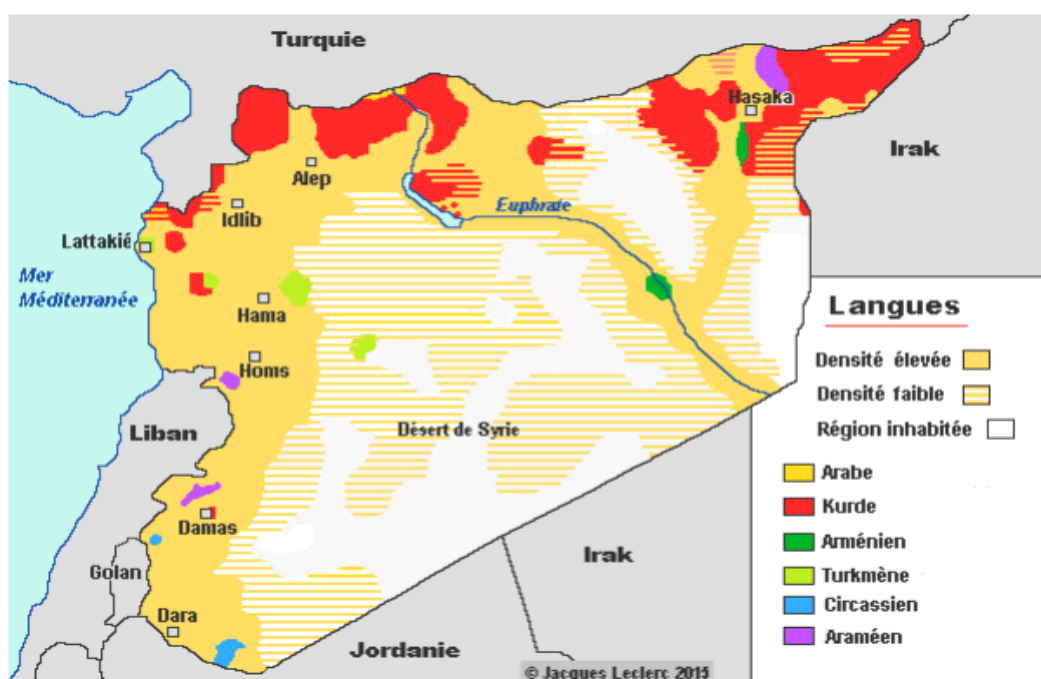 Turquie
Hasaka
Irak
Alep
Euphrate
Idlib
Lattakié
Mer
Méditerranée
Hama
Homs
Liban
Désert de Syrie
Damas
Golan
Irak
Dara
Jordanie
© Jacques Leclerc 2015
Langues
Densité élevée
Densité faible
Région inhabitée
Arabe
Kurde
Arménien
Turkmène
Circassien
Araméen